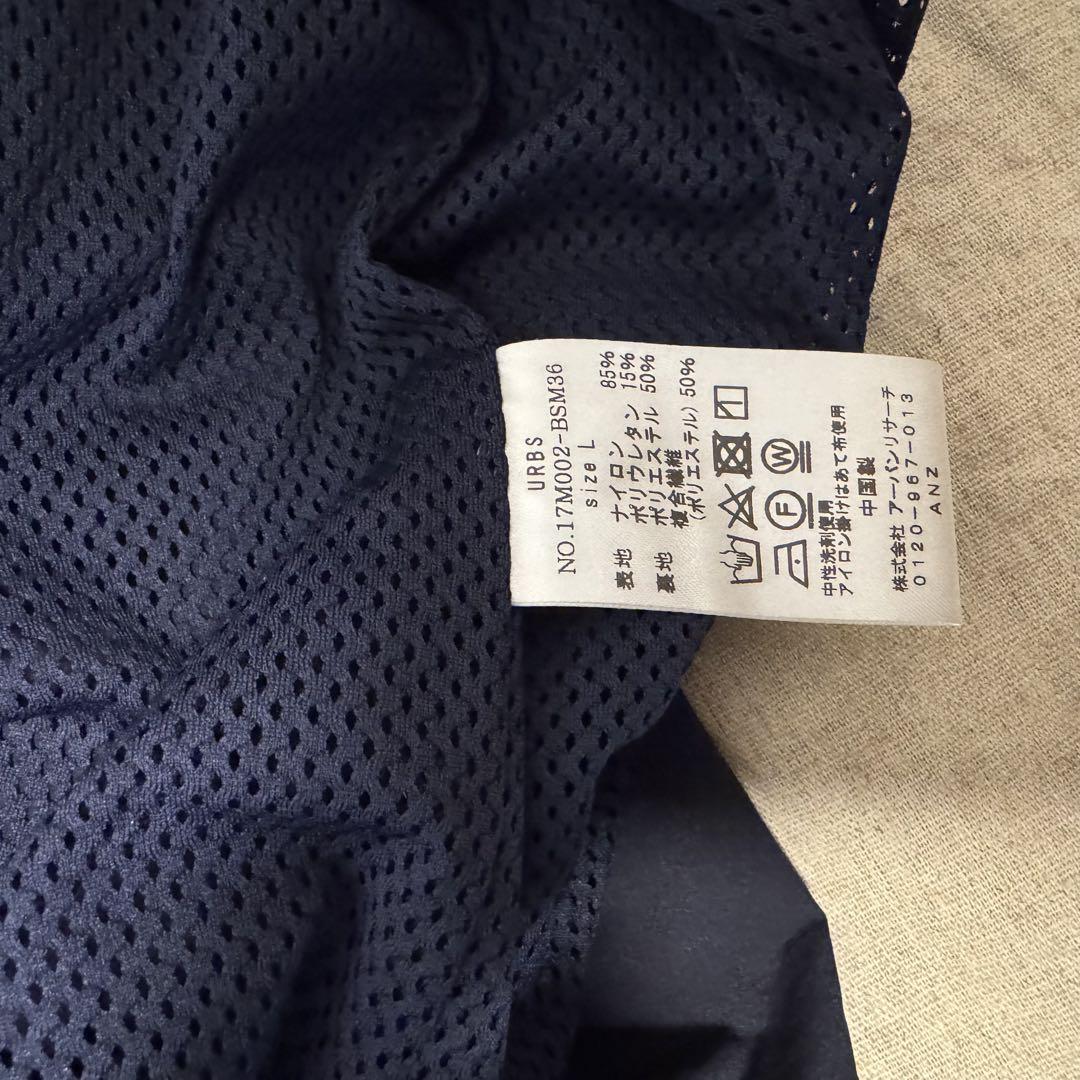 URBS
NO.17M002-BSM36
size L
表地 ナイロン 85%
ポリウレタン 15%
裏地 ポリエステル 50%
複合繊維
(ポリエステル) 50%
F W
中性洗剤使用
アイロン掛けはあて布使用
中国製
株式会社 アーバンリサーチ
0120-967-013
ANZ